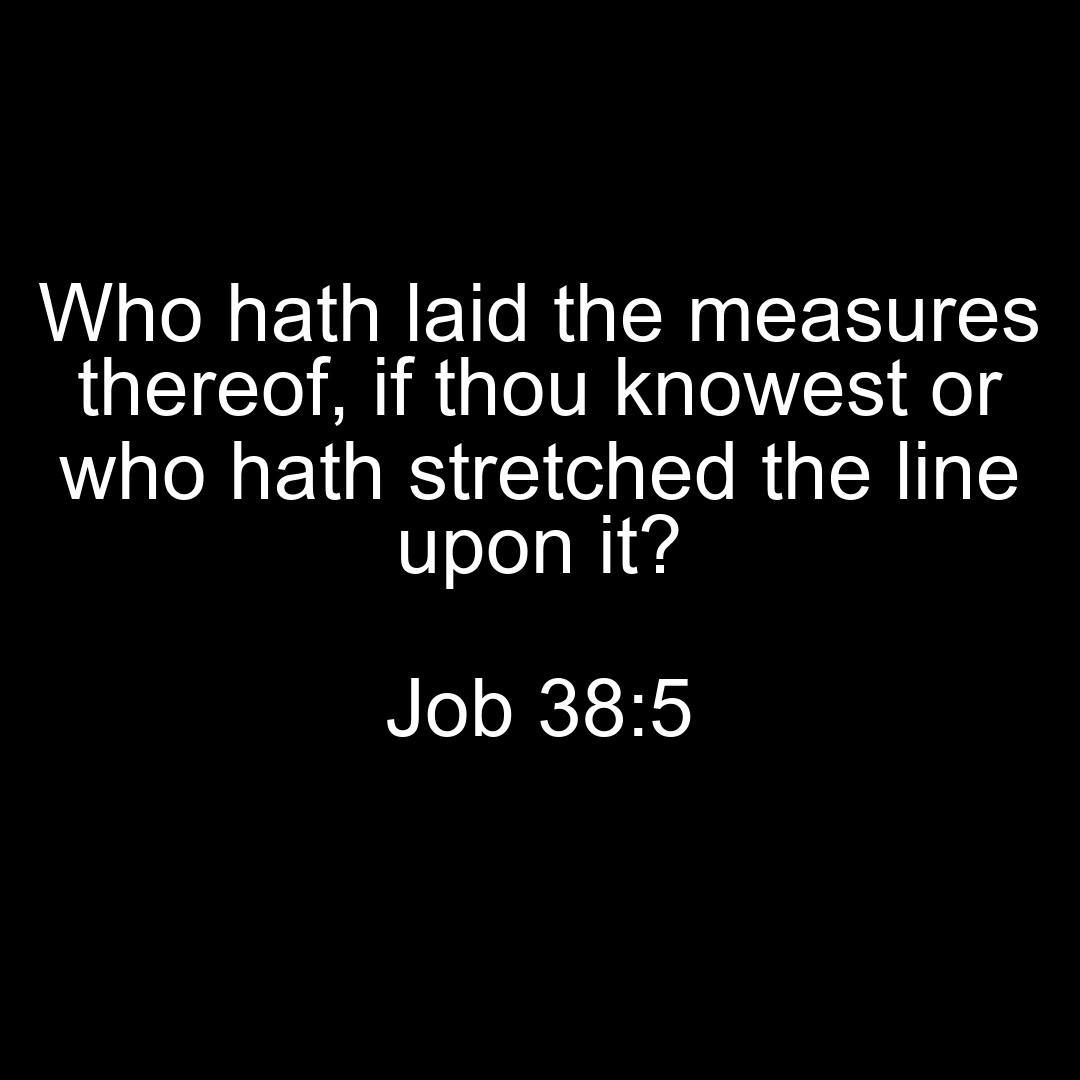 Who hath laid the measures
thereof, if thou knowest or
who hath stretched the line
upon it?
Job 38:5